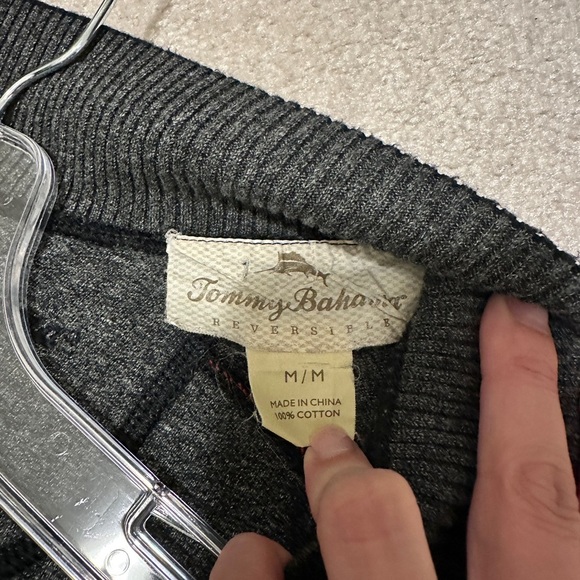 Tommy Bahama
REVERSIBLE
M/M
MADE IN CHINA
100% COTTON